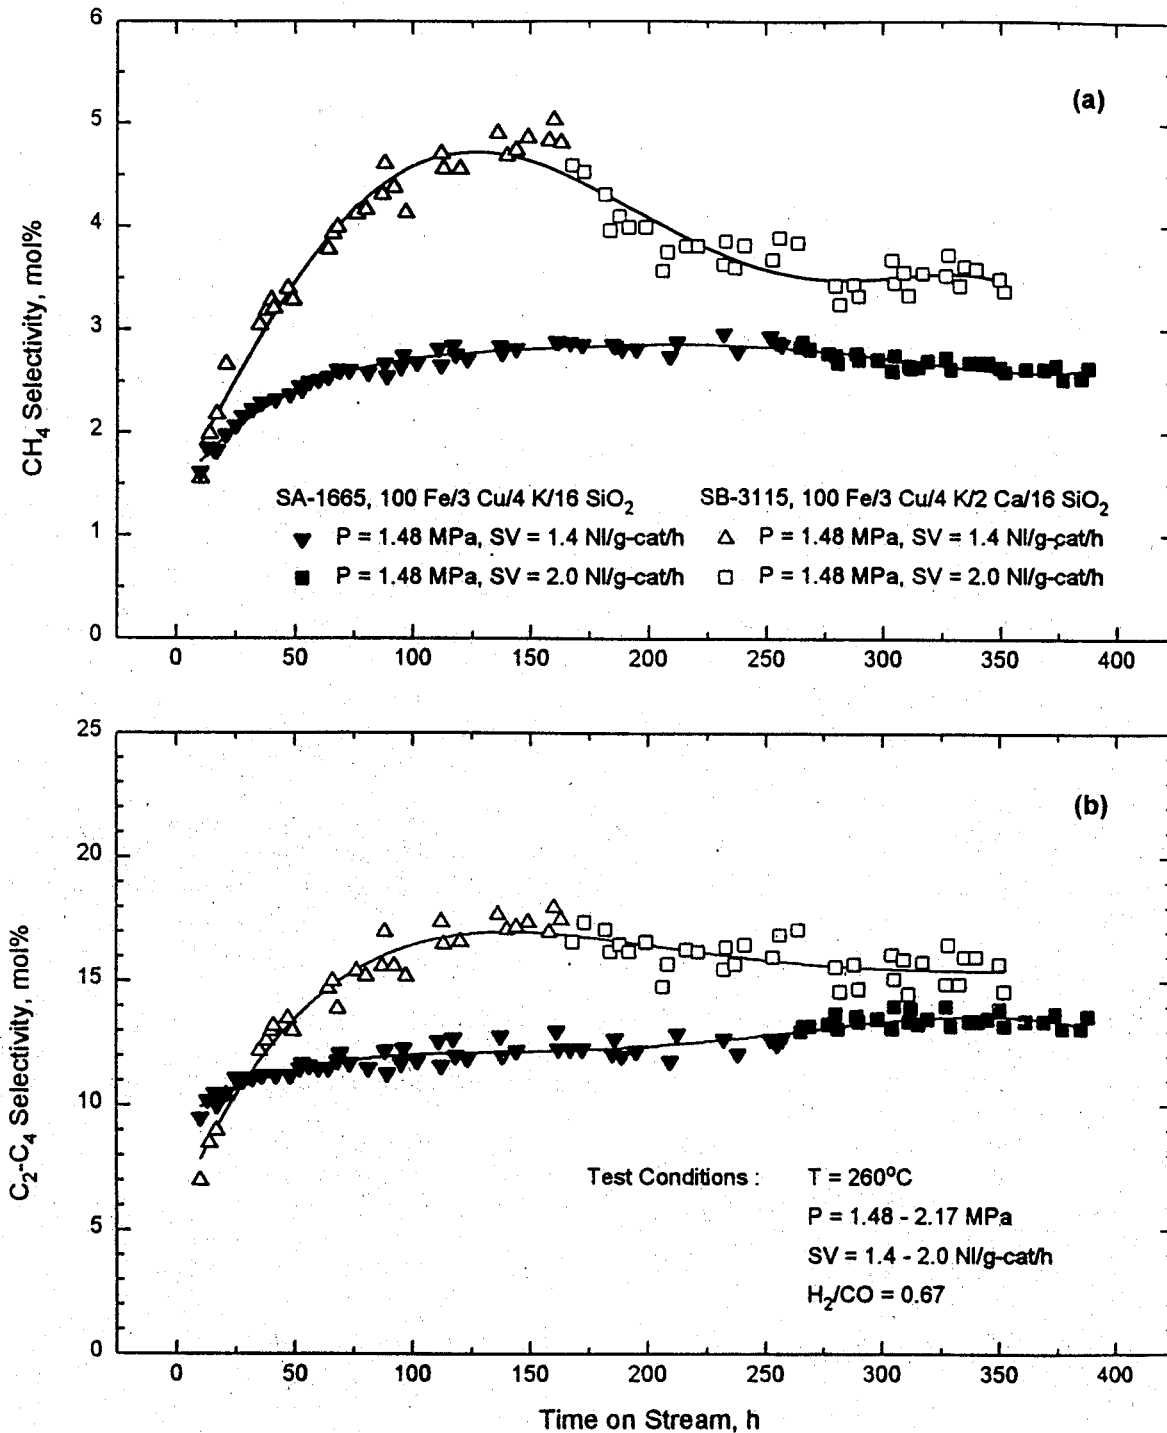 6
(a)
5
4
3
2
1
0
CH4 Selectivity, mol%
SA-1665, 100 Fe/3 Cu/4 K/16 SiO2
SB-3115, 100 Fe/3 Cu/4 K/2 Ca/16 SiO2
P = 1.48 MPa, SV = 1.4 Nl/g-cat/h
P = 1.48 MPa, SV = 1.4 Nl/g-cat/h
P = 1.48 MPa, SV = 2.0 Nl/g-cat/h
P = 1.48 MPa, SV = 2.0 Nl/g-cat/h
0 50 100 150 200 250 300 350 400
25
(b)
20
15
10
5
0
C2-C4 Selectivity, mol%
Test Conditions : T = 260°C
P = 1.48 - 2.17 MPa
SV = 1.4 - 2.0 Nl/g-cat/h
H2/CO = 0.67
0 50 100 150 200 250 300 350 400
Time on Stream, h